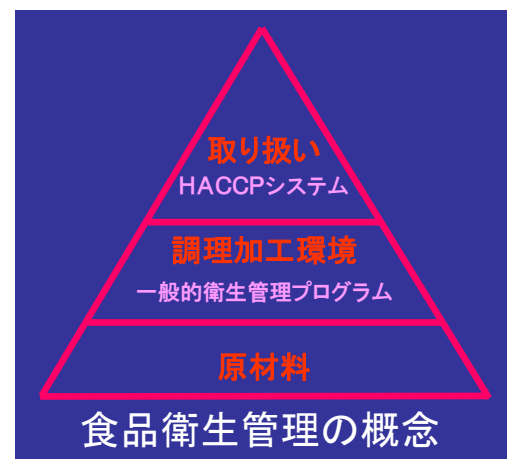 取り扱い
HACCPシステム
調理加工環境
一般的衛生管理プログラム
原材料
食品衛生管理の概念